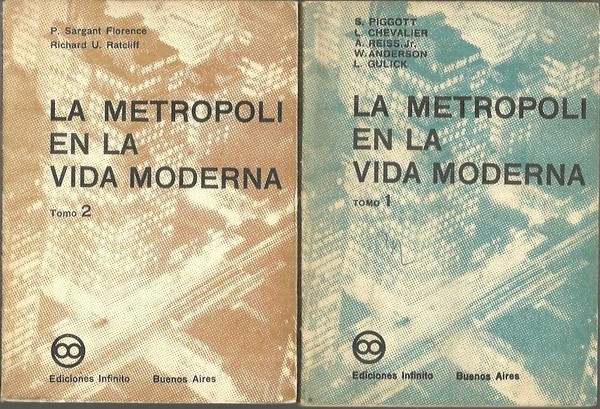 P. Sargant Florence
Richard U. Ratcliff
LA METROPOLI
EN LA
VIDA MODERNA
Tomo 2
Ediciones Infinito Buenos Aires
S. PIGGOTT
L. CHEVALIER
A. REISS.Jr.
W. ANDERSON
L. GULICK
LA METROPOLI
EN LA
VIDA MODERNA
TOMO 1
Ediciones Infinito Buenos Aires